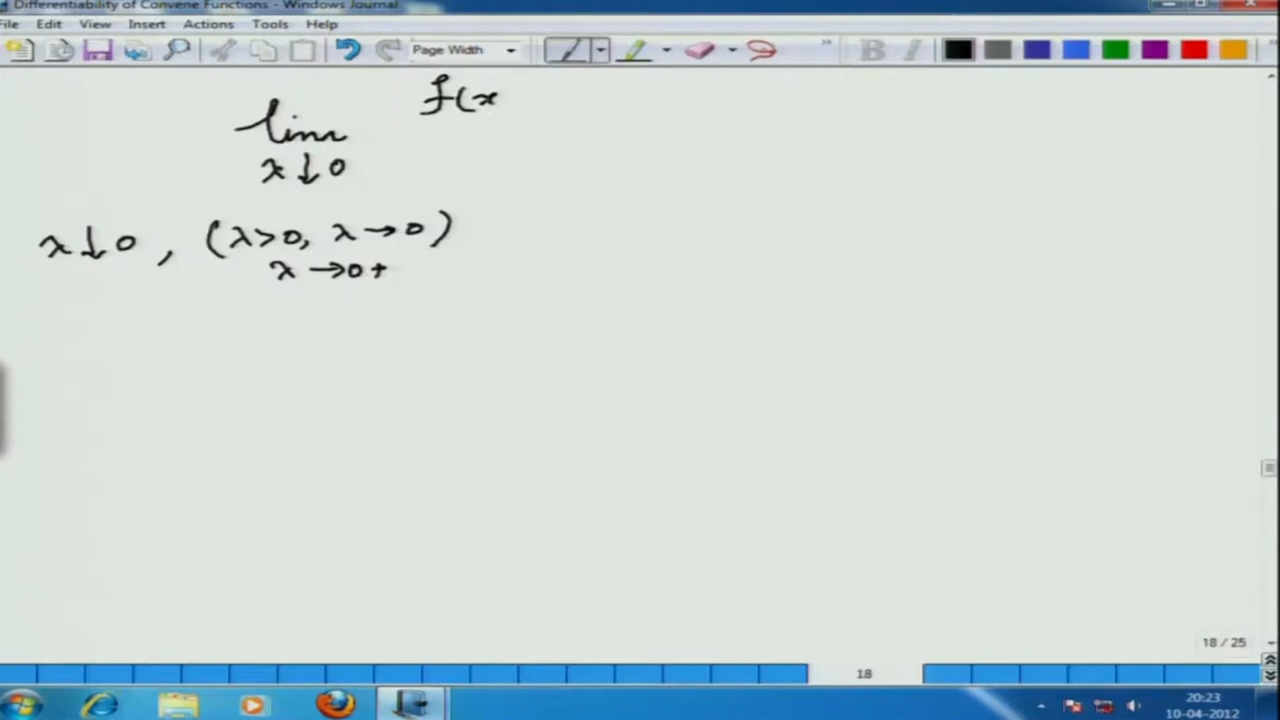 Differentiability of Convene Functions - Windows Journal
File Edit View Insert Actions Tools Help
Page Width
B I
f(x
lim
λ↓0
λ↓0, (λ>0, λ→0)
λ→0+
18 / 25
18
20:23
10-04-2012